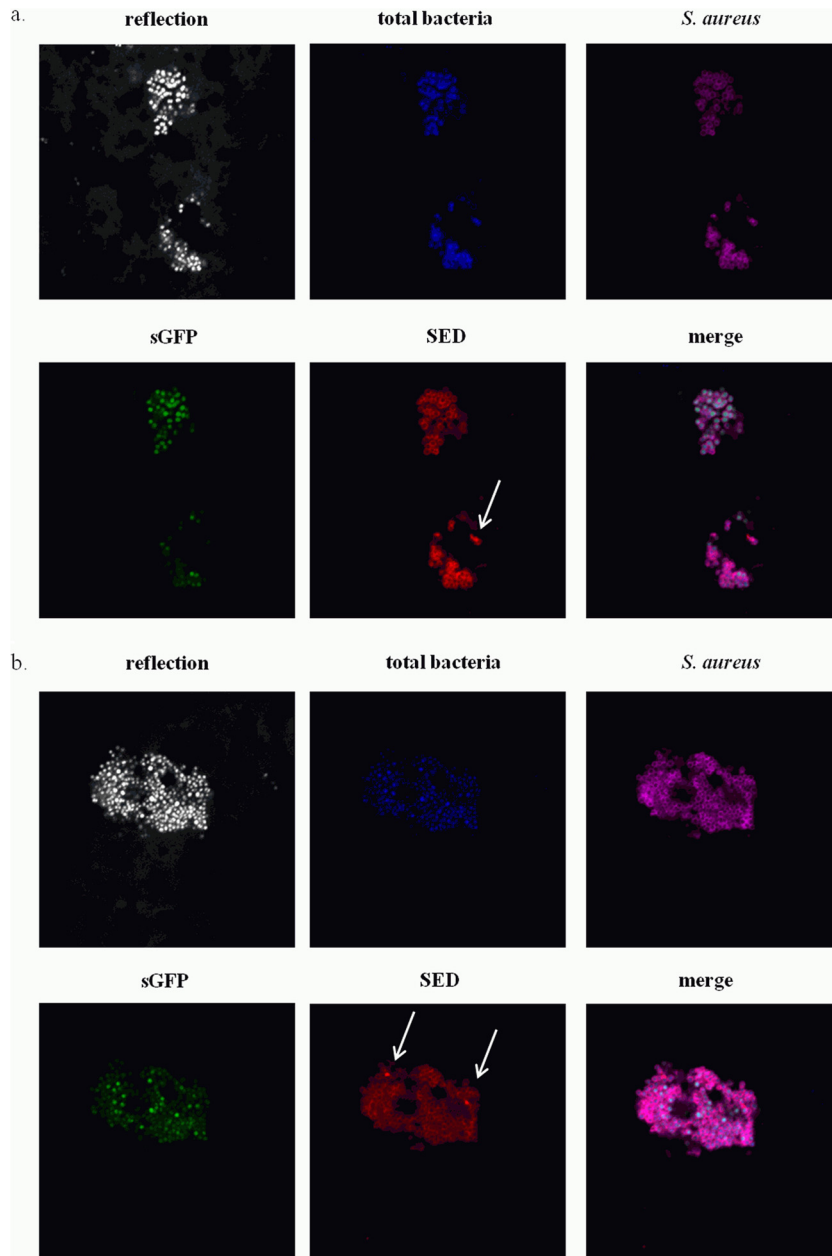 a.
reflection total bacteria S. aureus
sGFP SED merge
b.
reflection total bacteria S. aureus
sGFP SED merge